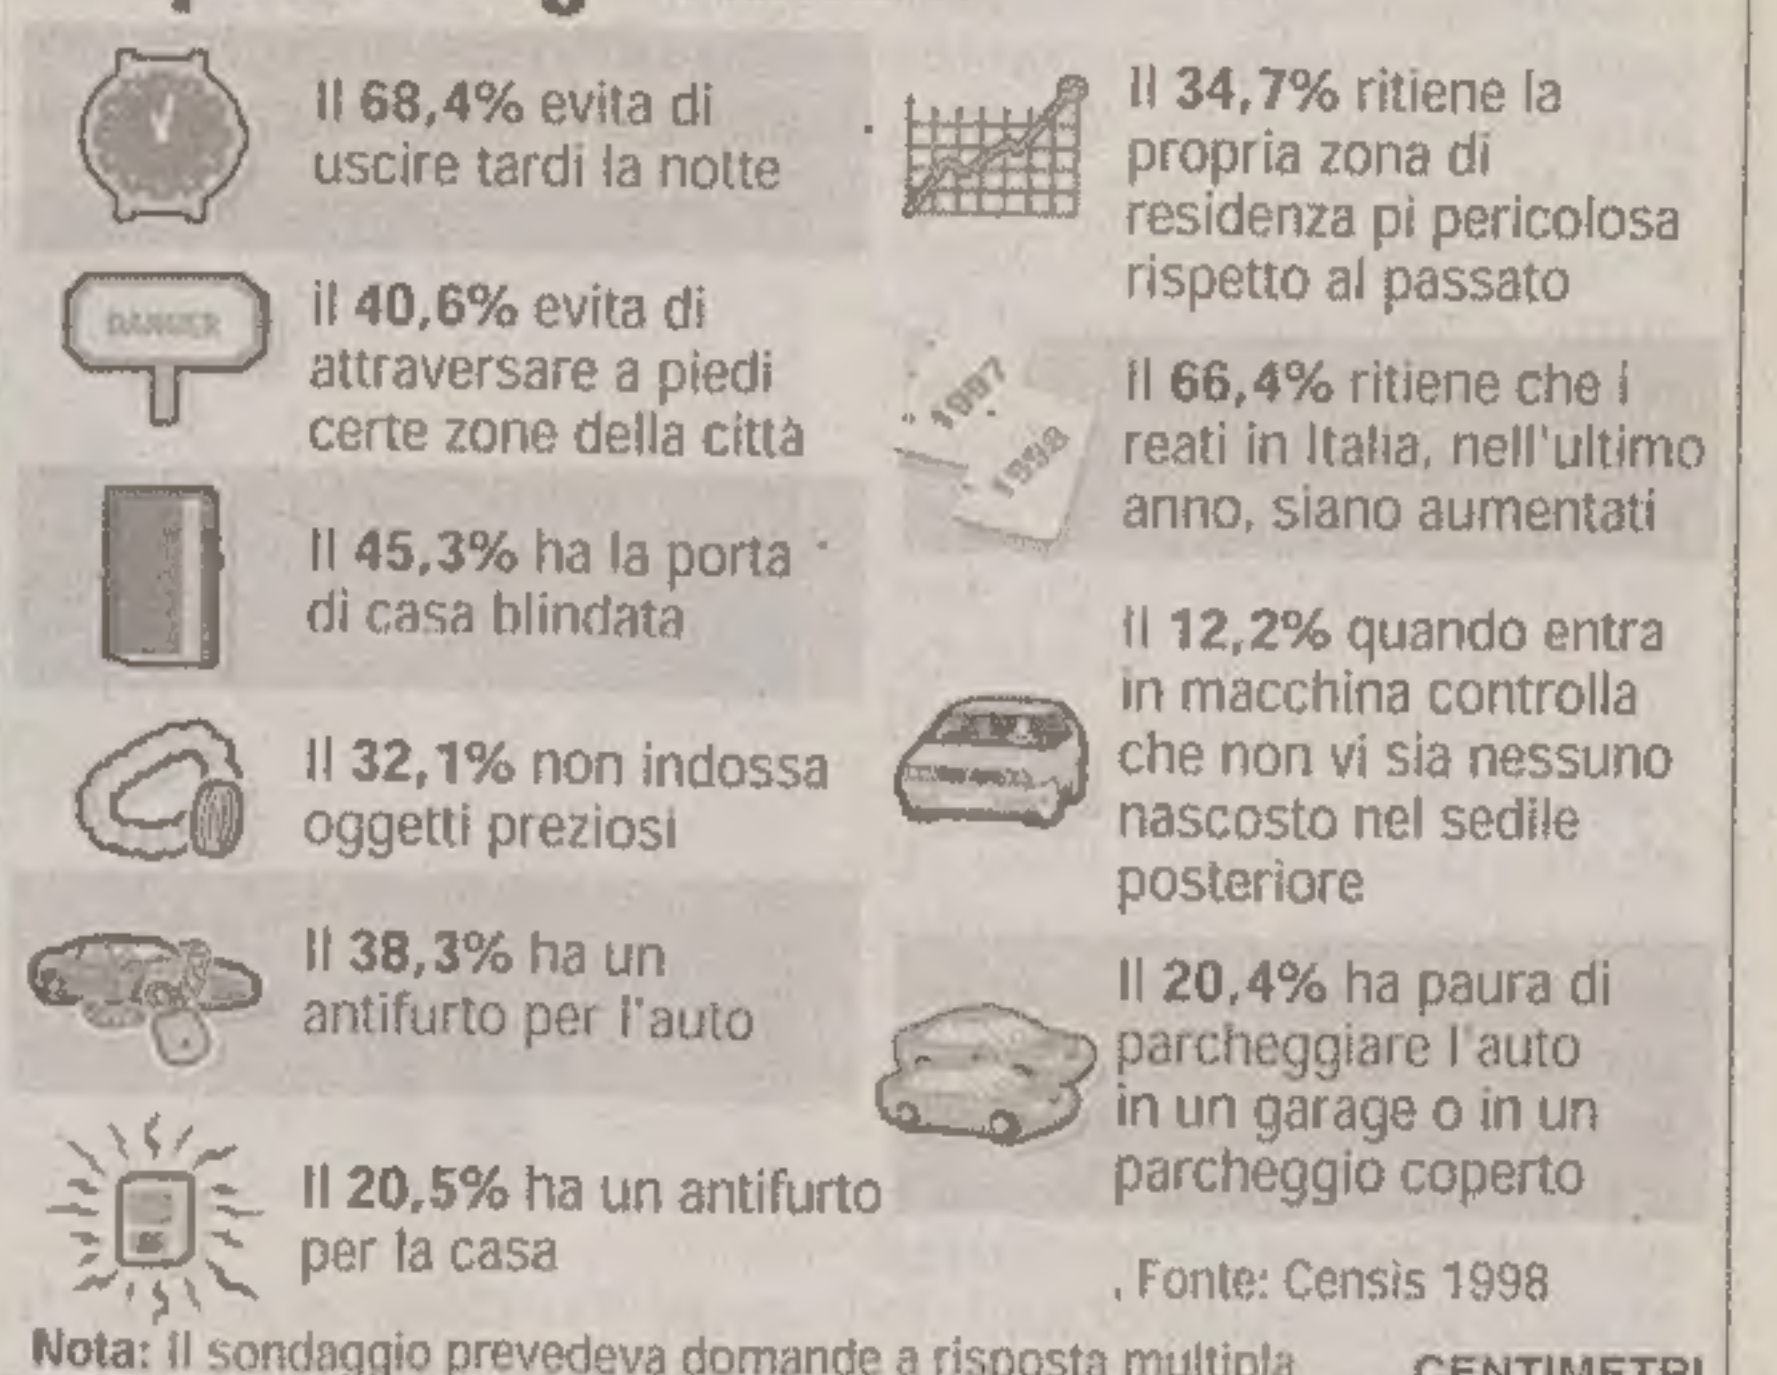 Il 68,4% evita di
uscire tardi la notte
il 40,6% evita di
attraversare a piedi
certe zone della città
Il 45,3% ha la porta
di casa blindata
Il 32,1% non indossa
oggetti preziosi
Il 38,3% ha un
antifurto per l'auto
Il 20,5% ha un antifurto
per la casa
Il 34,7% ritiene la
propria zona di
residenza pi pericolosa
rispetto al passato
Il 66,4% ritiene che i
reati in Italia, nell'ultimo
anno, siano aumentati
Il 12,2% quando entra
in macchina controlla
che non vi sia nessuno
nascosto nel sedile
posteriore
Il 20,4% ha paura di
parcheggiare l'auto
in un garage o in un
parcheggio coperto
Fonte: Censis 1998
Nota: Il sondaggio prevedeva domande a risposta multipla
CENTIMETRI
DANGER
1997
1998